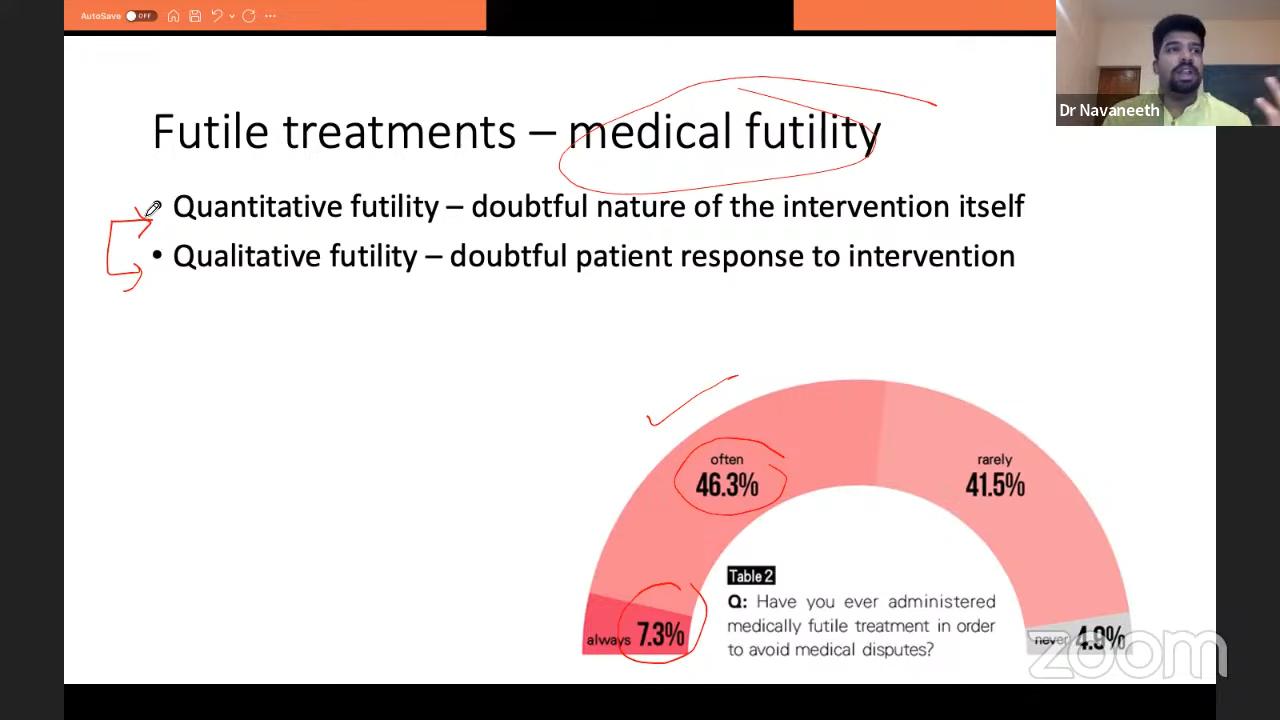 AutoSave OFF
Dr Navaneeth
Futile treatments – medical futility
Quantitative futility – doubtful nature of the intervention itself
• Qualitative futility – doubtful patient response to intervention
often
46.3%
rarely
41.5%
always 7.3%
never 4.9%
Table 2
Q: Have you ever administered
medically futile treatment in order
to avoid medical disputes?
zoom